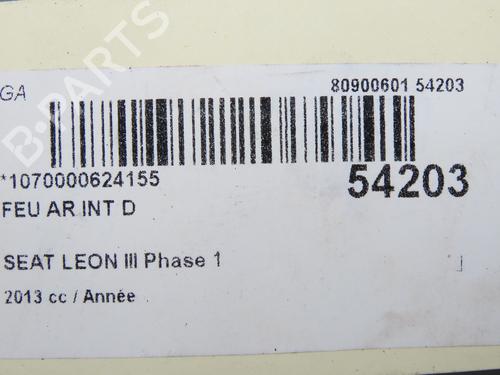 GA
80900601 54203
*1070000624155
54203
FEU AR INT D
SEAT LEON III Phase 1
2013 cc / Année
B-PARTS